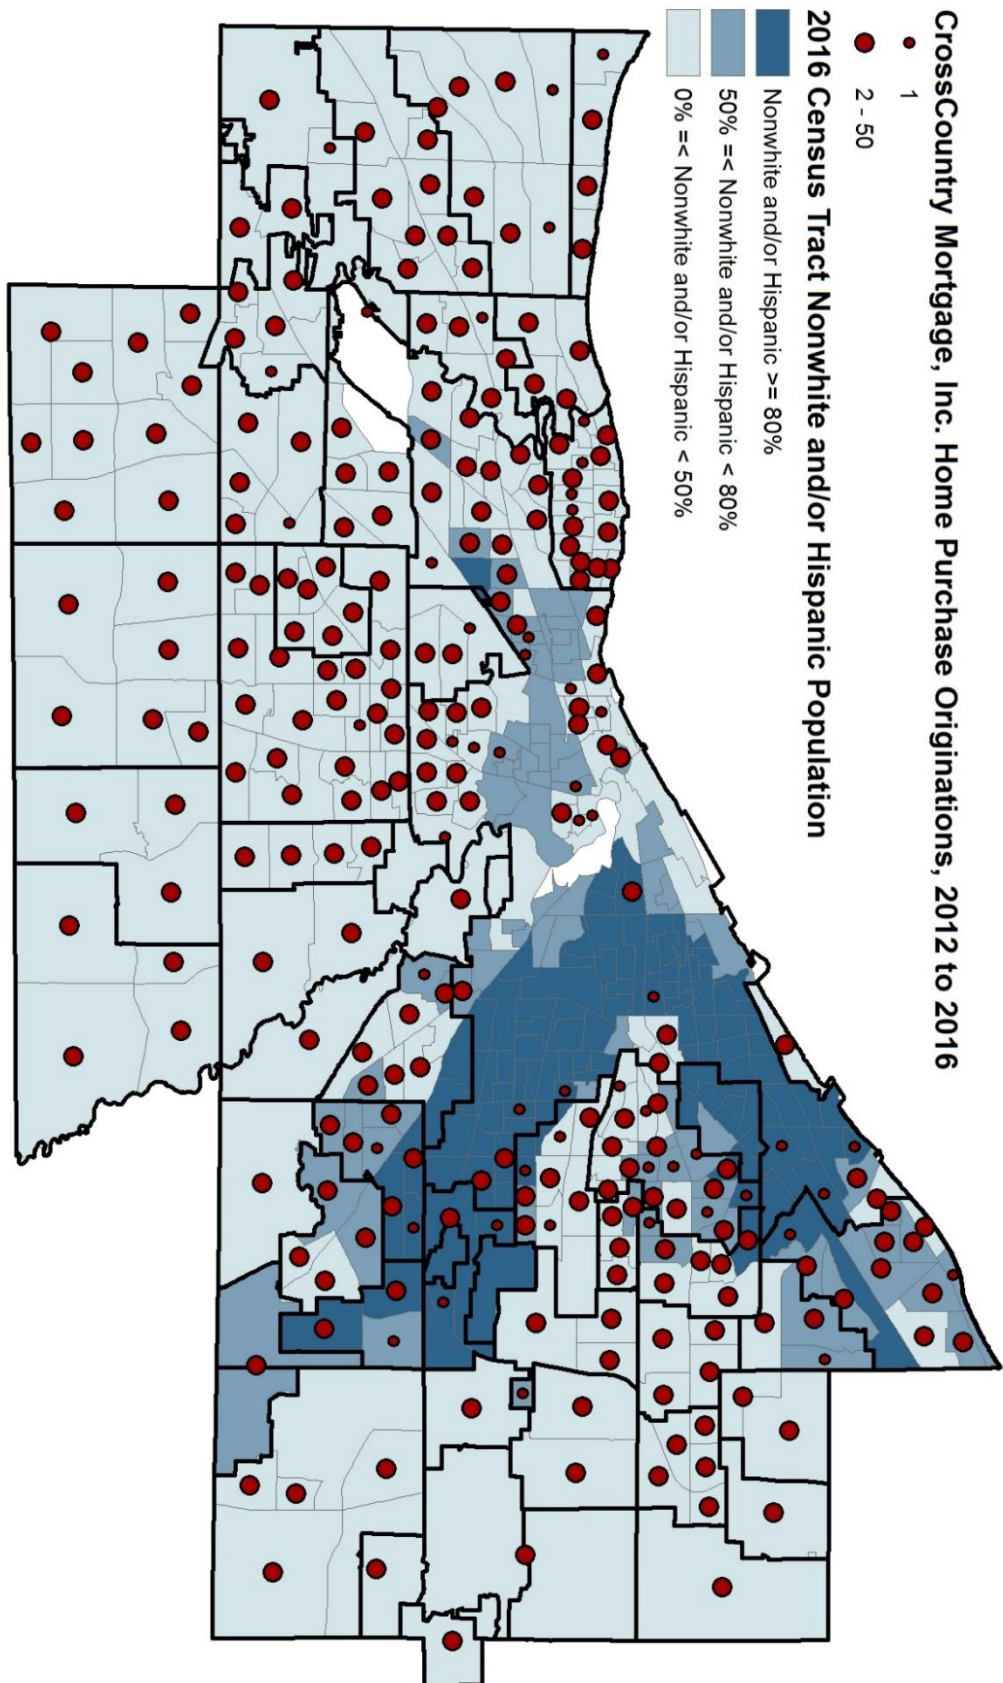 CrossCountry Mortgage, Inc. Home Purchase Originations, 2012 to 2016
1
2 - 50
2016 Census Tract Nonwhite and/or Hispanic Population
Nonwhite and/or Hispanic >= 80%
50% =< Nonwhite and/or Hispanic < 80%
0% =< Nonwhite and/or Hispanic < 50%